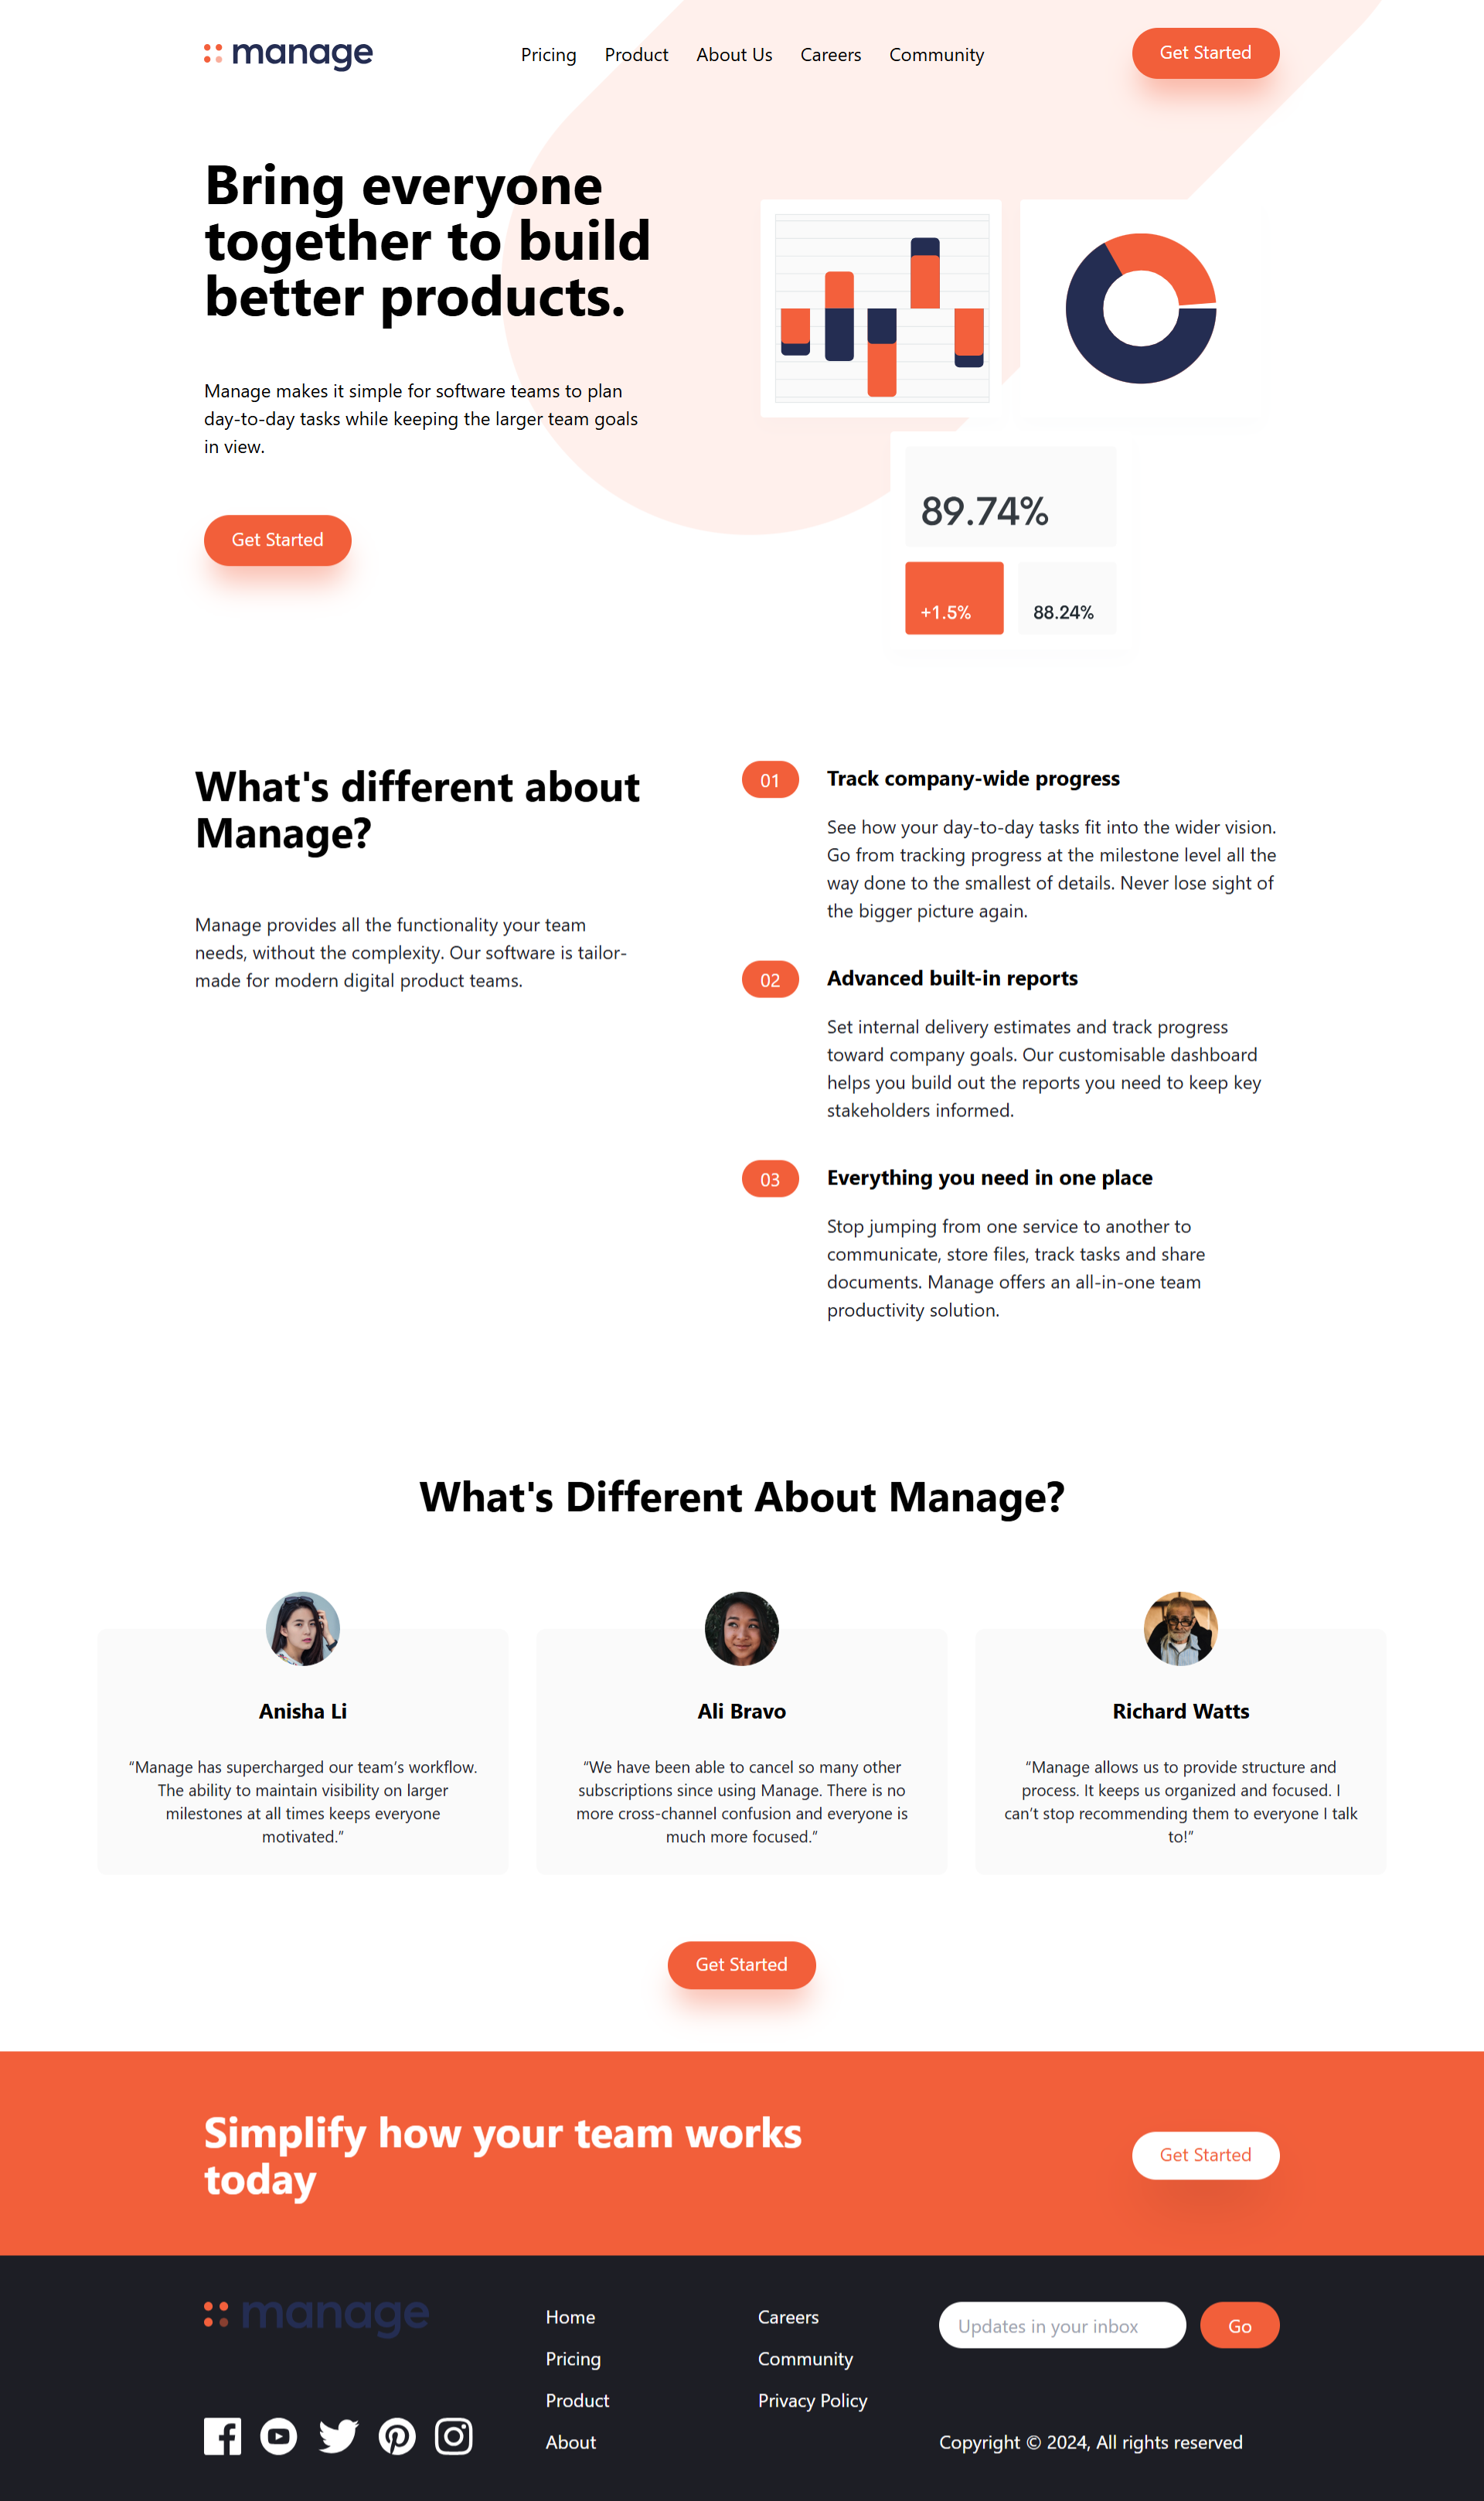 manage
Pricing Product About Us Careers Community
Get Started
Bring everyone
together to build
better products.
Manage makes it simple for software teams to plan
day-to-day tasks while keeping the larger team goals
in view.
Get Started
89.74%
+1.5%
88.24%
What's different about
Manage?
Manage provides all the functionality your team
needs, without the complexity. Our software is tailor-
made for modern digital product teams.
01
Track company-wide progress
See how your day-to-day tasks fit into the wider vision.
Go from tracking progress at the milestone level all the
way done to the smallest of details. Never lose sight of
the bigger picture again.
02
Advanced built-in reports
Set internal delivery estimates and track progress
toward company goals. Our customisable dashboard
helps you build out the reports you need to keep key
stakeholders informed.
03
Everything you need in one place
Stop jumping from one service to another to
communicate, store files, track tasks and share
documents. Manage offers an all-in-one team
productivity solution.
What's Different About Manage?
Anisha Li
“Manage has supercharged our team’s workflow.
The ability to maintain visibility on larger
milestones at all times keeps everyone
motivated.”
Ali Bravo
“We have been able to cancel so many other
subscriptions since using Manage. There is no
more cross-channel confusion and everyone is
much more focused.”
Richard Watts
“Manage allows us to provide structure and
process. It keeps us organized and focused. I
can’t stop recommending them to everyone I talk
to!”
Get Started
Simplify how your team works
today
Get Started
manage
Home
Pricing
Product
About
Careers
Community
Privacy Policy
Updates in your inbox
Go
Copyright © 2024, All rights reserved